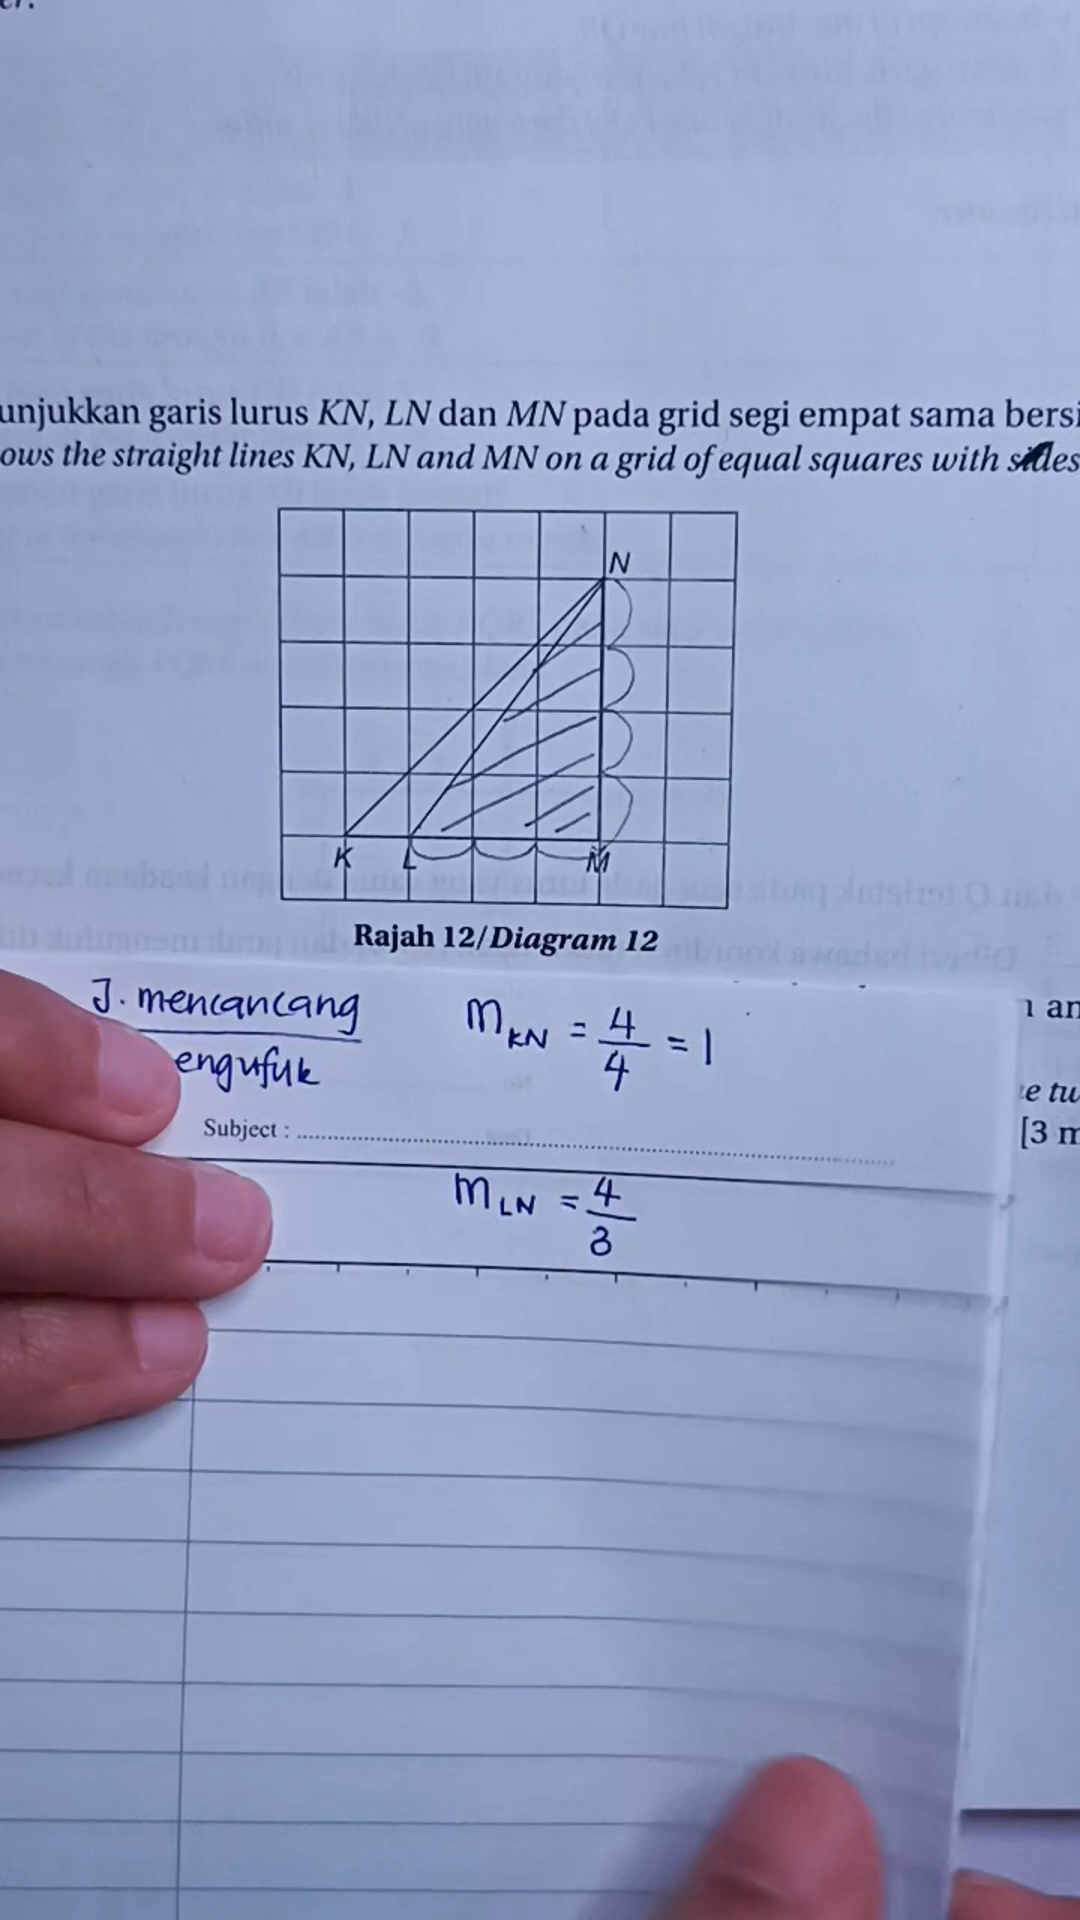 unjukkan garis lurus KN, LN dan MN pada grid segi empat sama bersi
ows the straight lines KN, LN and MN on a grid of equal squares with sides
N
K L M
Rajah 12/Diagram 12
J. mencancang
engufuk
m KN = 4/4 = 1
1 an
e tu
[3 m
Subject :
m LN = 4/3